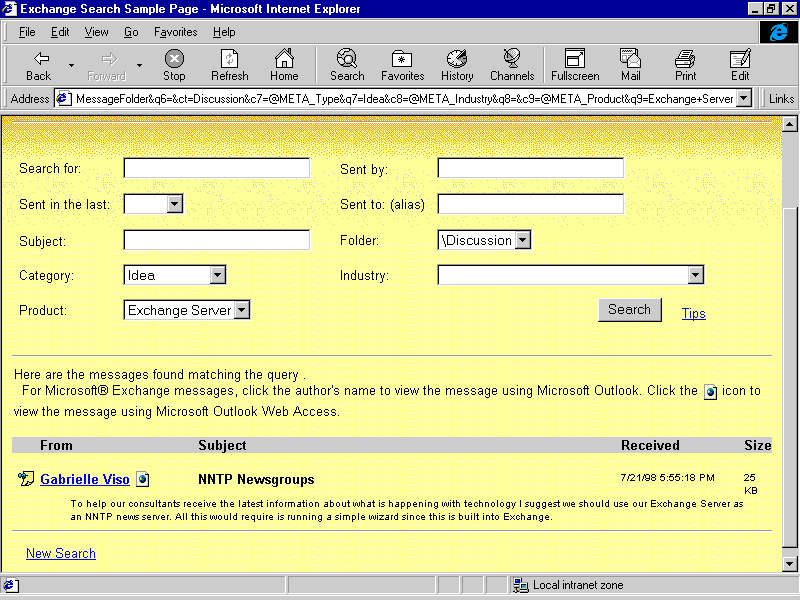 Exchange Search Sample Page - Microsoft Internet Explorer
File Edit View Go Favorites Help
Back Forward Stop Refresh Home Search Favorites History Channels Fullscreen Mail Print Edit
Address MessageFolder&q6=&ct=Discussion&c7=@META_Type&q7=Idea&c8=@META_Industry&q8=&c9=@META_Product&q9=Exchange+Server Links
Search for: Sent by:
Sent in the last: Sent to: (alias)
Subject: Folder: \Discussion
Category: Idea Industry:
Product: Exchange Server Search Tips
Here are the messages found matching the query .
For Microsoft® Exchange messages, click the author's name to view the message using Microsoft Outlook. Click the icon to
view the message using Microsoft Outlook Web Access.
From Subject Received Size
Gabrielle Viso NNTP Newsgroups 7/21/98 5:55:18 PM 25
KB
To help our consultants receive the latest information about what is happening with technology I suggest we should use our Exchange Server as
an NNTP news server. All this would require is running a simple wizard since this is built into Exchange.
New Search
Local intranet zone